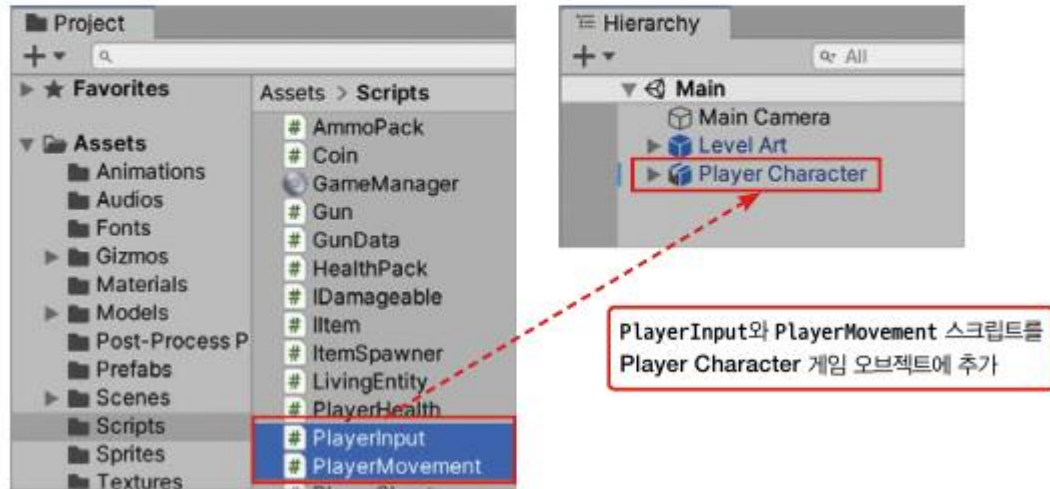 Project
Favorites
Assets
Animations
Audios
Fonts
Gizmos
Materials
Models
Post-Process P
Prefabs
Scenes
Scripts
Sprites
Textures
Assets > Scripts
AmmoPack
Coin
GameManager
Gun
GunData
HealthPack
IDamageable
IItem
ItemSpawner
LivingEntity
PlayerHealth
PlayerInput
PlayerMovement
Hierarchy
All
Main
Main Camera
Level Art
Player Character
PlayerInput와 PlayerMovement 스크립트를
Player Character 게임 오브젝트에 추가